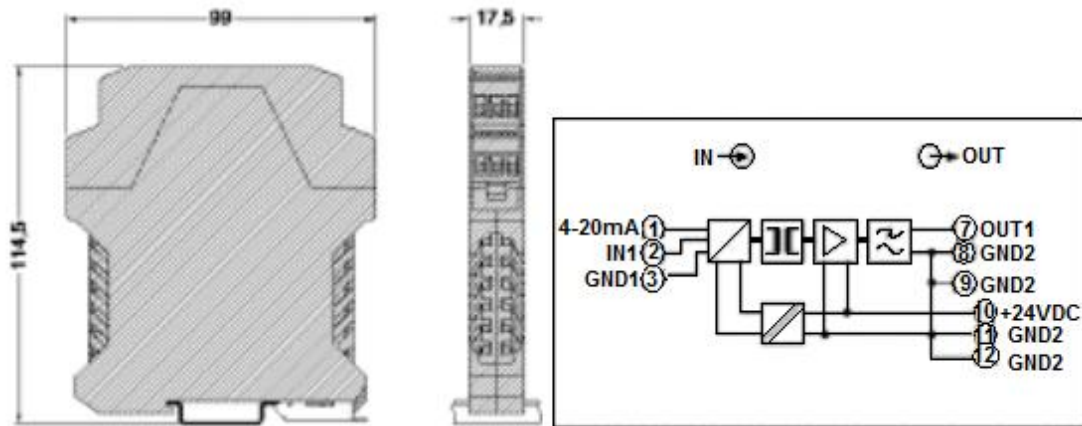 99
17,5
114,5
IN
OUT
4-20mA 1
IN1 2
GND1 3
7 OUT1
8 GND2
9 GND2
10 +24VDC
11 GND2
12 GND2